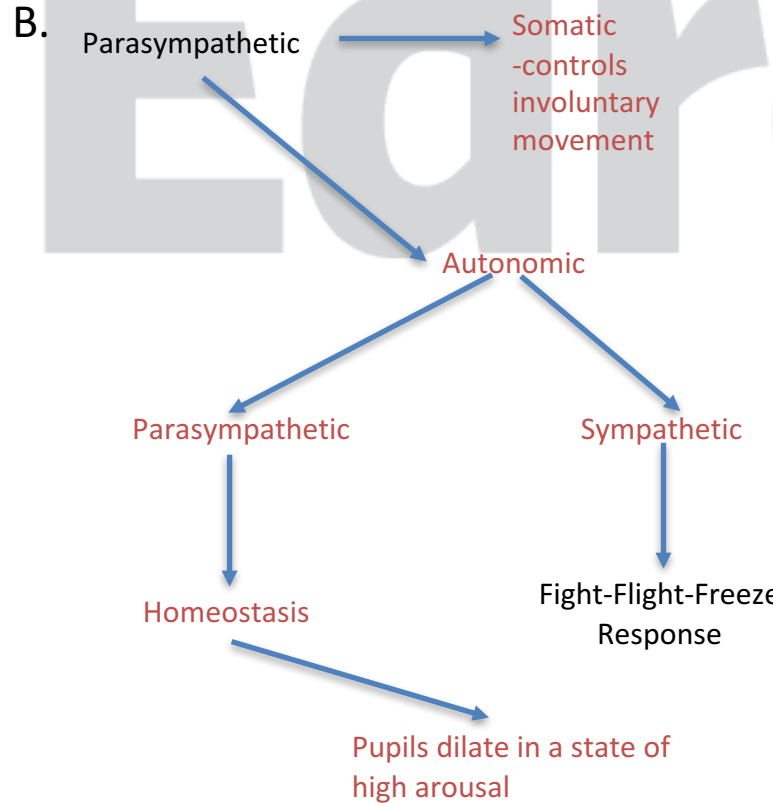 B.
Parasympathetic
Somatic
-controls
involuntary
movement
Autonomic
Parasympathetic
Sympathetic
Homeostasis
Fight-Flight-Freeze
Response
Pupils dilate in a state of
high arousal